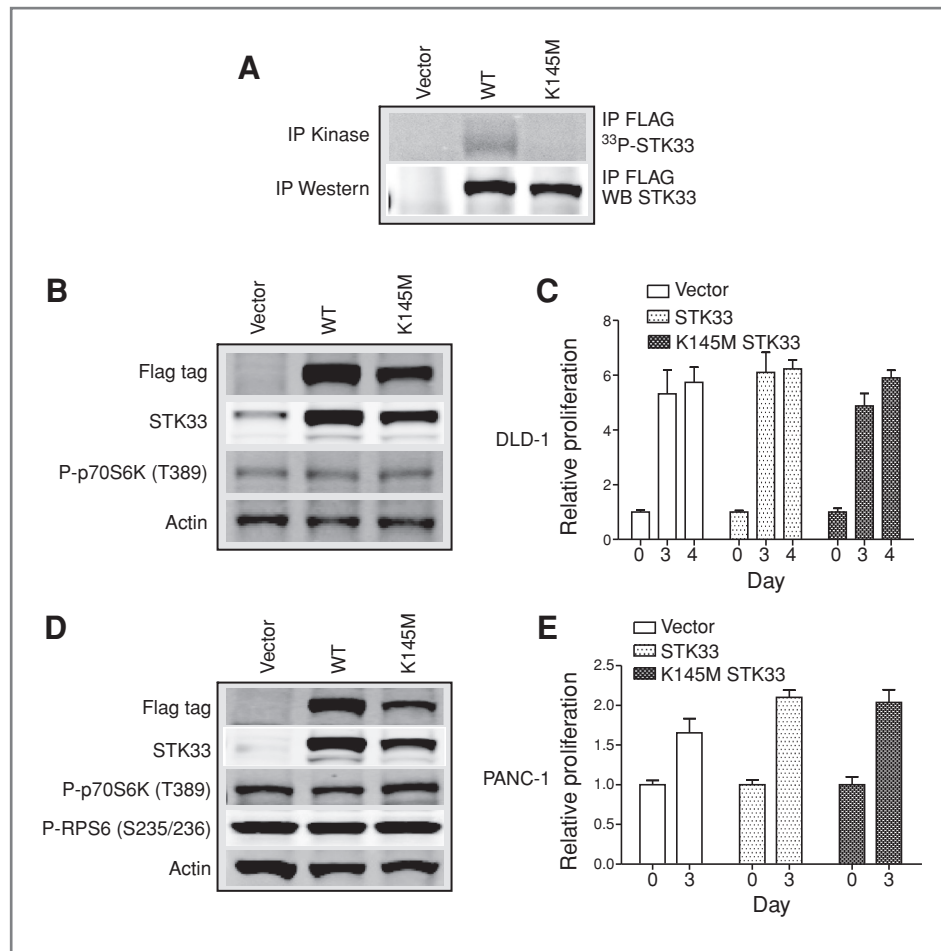 A
Vector
WT
K145M
IP Kinase
IP FLAG
³³P-STK33
IP Western
IP FLAG
WB STK33
B
Vector
WT
K145M
Flag tag
STK33
P-p70S6K (T389)
Actin
C
Vector
STK33
K145M STK33
DLD-1
Relative proliferation
8
6
4
2
0
0 3 4 0 3 4 0 3 4
Day
D
Vector
WT
K145M
Flag tag
STK33
P-p70S6K (T389)
P-RPS6 (S235/236)
Actin
E
Vector
STK33
K145M STK33
PANC-1
Relative proliferation
2.5
2.0
1.5
1.0
0.5
0.0
0 3 0 3 0 3
Day